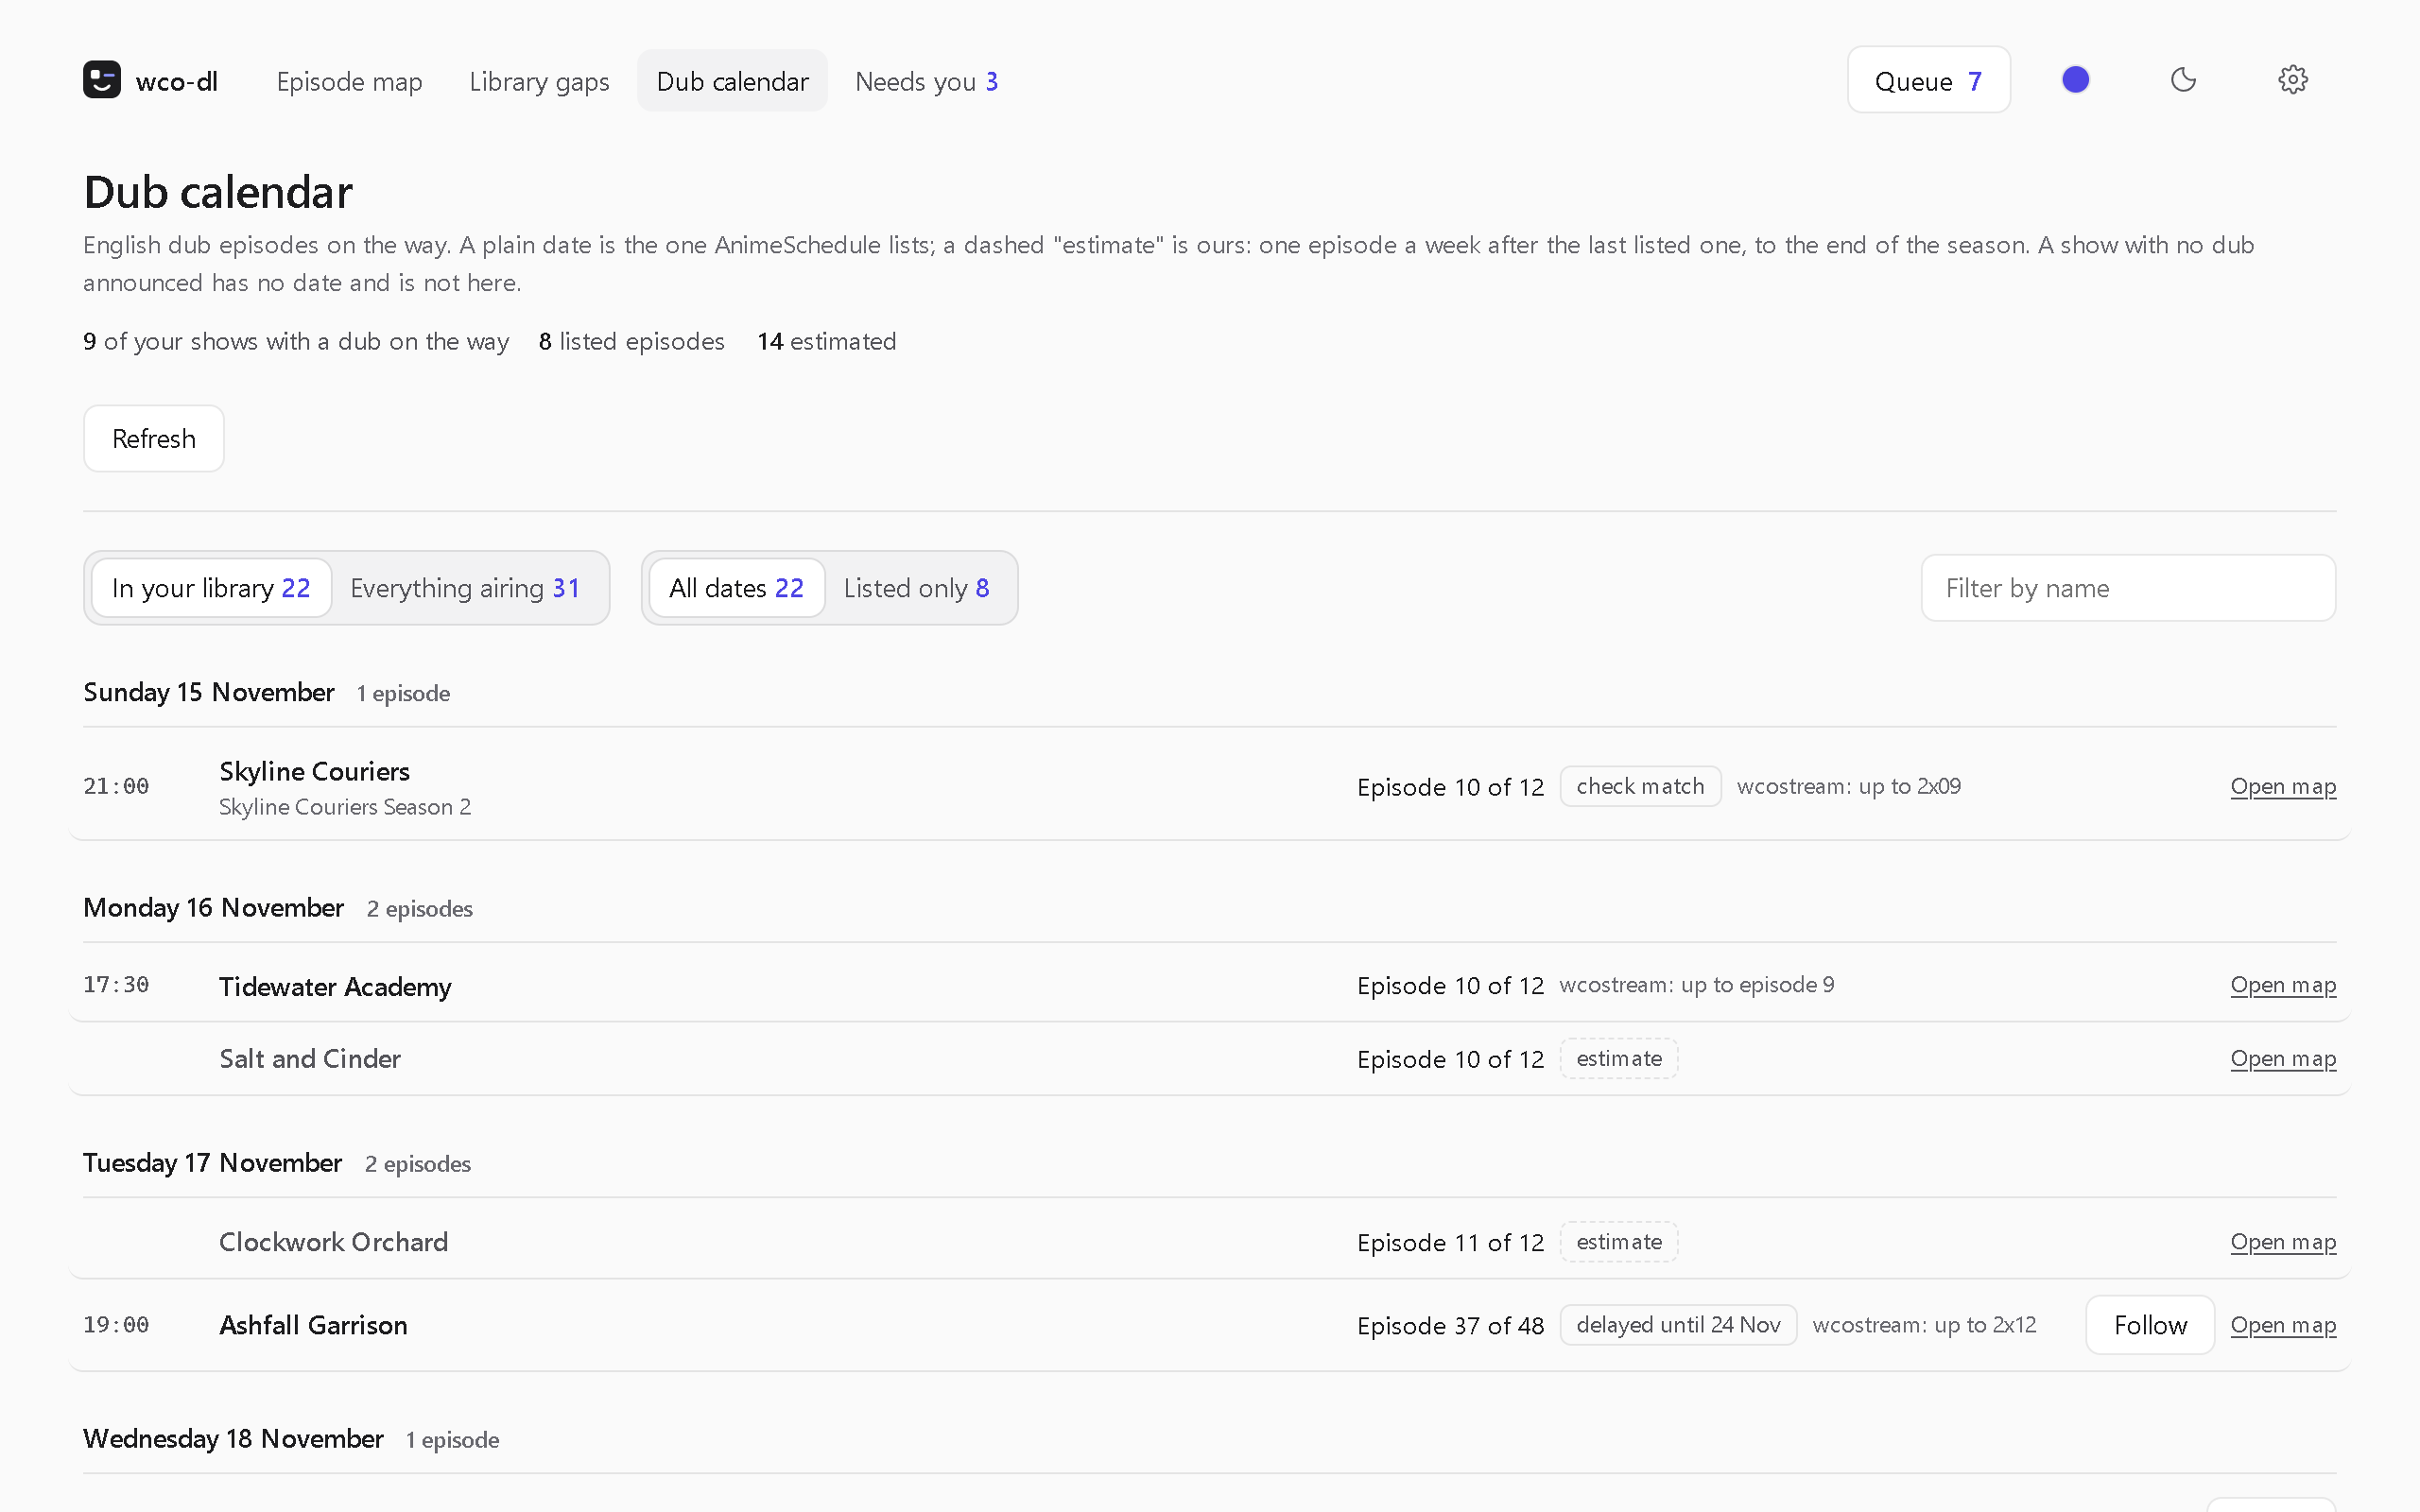 wco-dl Episode map Library gaps Dub calendar Needs you 3 Queue 7
Dub calendar
English dub episodes on the way. A plain date is the one AnimeSchedule lists; a dashed "estimate" is ours: one episode a week after the last listed one, to the end of the season. A show with no dub
announced has no date and is not here.
9 of your shows with a dub on the way 8 listed episodes 14 estimated
Refresh
In your library 22 Everything airing 31 All dates 22 Listed only 8 Filter by name
Sunday 15 November 1 episode
21:00 Skyline Couriers Episode 10 of 12 check match wcostream: up to 2x09 Open map
Skyline Couriers Season 2
Monday 16 November 2 episodes
17:30 Tidewater Academy Episode 10 of 12 wcostream: up to episode 9 Open map
Salt and Cinder Episode 10 of 12 estimate Open map
Tuesday 17 November 2 episodes
Clockwork Orchard Episode 11 of 12 estimate Open map
19:00 Ashfall Garrison Episode 37 of 48 delayed until 24 Nov wcostream: up to 2x12 Follow Open map
Wednesday 18 November 1 episode